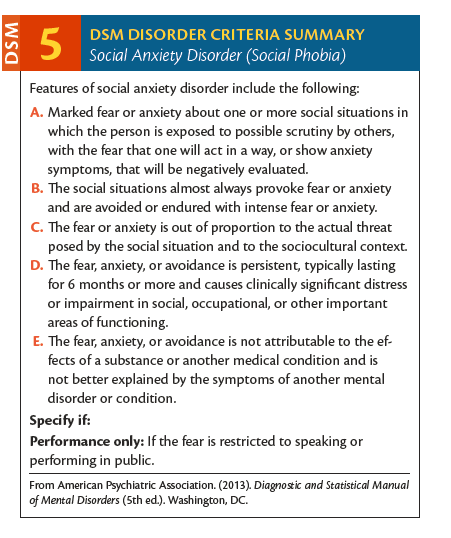 DSM
5
DSM DISORDER CRITERIA SUMMARY
Social Anxiety Disorder (Social Phobia)
Features of social anxiety disorder include the following:
A. Marked fear or anxiety about one or more social situations in
which the person is exposed to possible scrutiny by others,
with the fear that one will act in a way, or show anxiety
symptoms, that will be negatively evaluated.
B. The social situations almost always provoke fear or anxiety
and are avoided or endured with intense fear or anxiety.
C. The fear or anxiety is out of proportion to the actual threat
posed by the social situation and to the sociocultural context.
D. The fear, anxiety, or avoidance is persistent, typically lasting
for 6 months or more and causes clinically significant distress
or impairment in social, occupational, or other important
areas of functioning.
E. The fear, anxiety, or avoidance is not attributable to the ef-
fects of a substance or another medical condition and is
not better explained by the symptoms of another mental
disorder or condition.
Specify if:
Performance only: If the fear is restricted to speaking or
performing in public.
From American Psychiatric Association. (2013). Diagnostic and Statistical Manual
of Mental Disorders (5th ed.). Washington, DC.